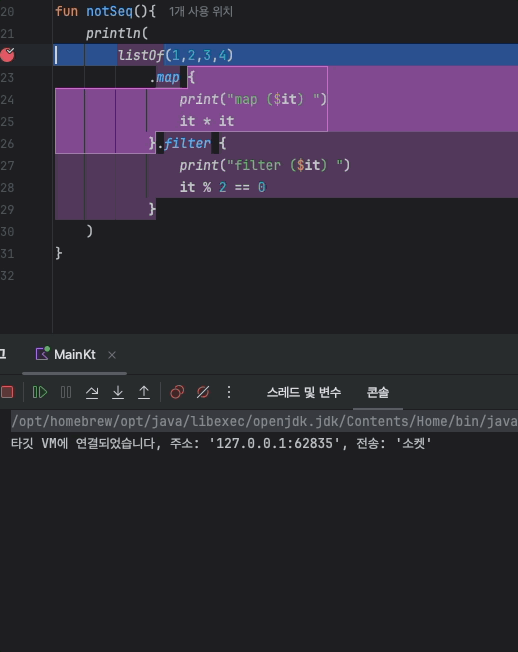 20 fun notSeq(){ 1개 사용 위치
21 println(
listOf(1,2,3,4)
23 .map {
24 print("map ($it) ")
25 it * it
26 }.filter {
27 print("filter ($it) ")
28 it % 2 == 0
29 }
30 )
31 }
32
그 MainKt ×
스레드 및 변수 콘솔
/opt/homebrew/opt/java/libexec/openjdk.jdk/Contents/Home/bin/java
타깃 VM에 연결되었습니다, 주소: '127.0.0.1:62835', 전송: '소켓'